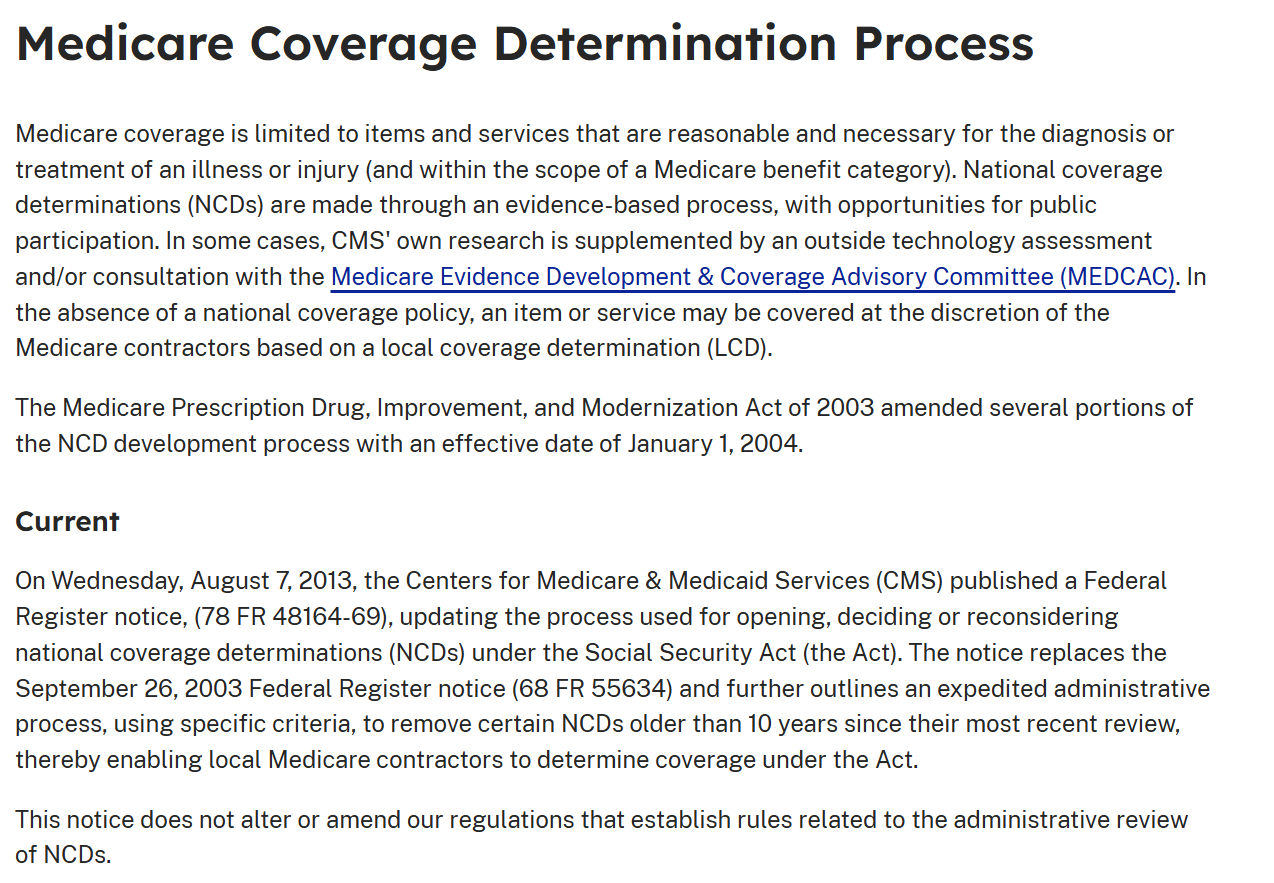 Medicare Coverage Determination Process
Medicare coverage is limited to items and services that are reasonable and necessary for the diagnosis or
treatment of an illness or injury (and within the scope of a Medicare benefit category). National coverage
determinations (NCDs) are made through an evidence-based process, with opportunities for public
participation. In some cases, CMS' own research is supplemented by an outside technology assessment
and/or consultation with the Medicare Evidence Development & Coverage Advisory Committee (MEDCAC). In
the absence of a national coverage policy, an item or service may be covered at the discretion of the
Medicare contractors based on a local coverage determination (LCD).
The Medicare Prescription Drug, Improvement, and Modernization Act of 2003 amended several portions of
the NCD development process with an effective date of January 1, 2004.
Current
On Wednesday, August 7, 2013, the Centers for Medicare & Medicaid Services (CMS) published a Federal
Register notice, (78 FR 48164-69), updating the process used for opening, deciding or reconsidering
national coverage determinations (NCDs) under the Social Security Act (the Act). The notice replaces the
September 26, 2003 Federal Register notice (68 FR 55634) and further outlines an expedited administrative
process, using specific criteria, to remove certain NCDs older than 10 years since their most recent review,
thereby enabling local Medicare contractors to determine coverage under the Act.
This notice does not alter or amend our regulations that establish rules related to the administrative review
of NCDs.